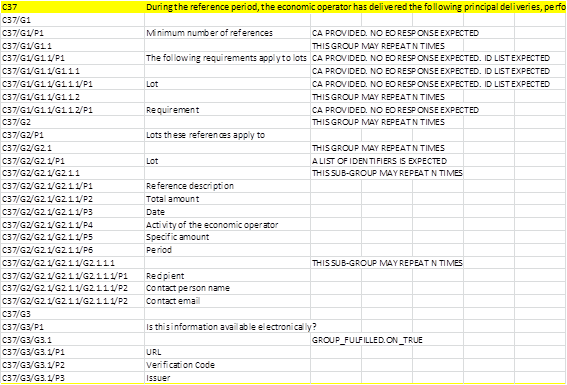 C37 During the reference period, the economic operator has delivered the following principal deliveries, perfo
C37/G1
C37/G1/P1 Minimum number of references CA PROVIDED. NO EO RESPONSE EXPECTED
C37/G1/G1.1 THIS GROUP MAY REPEAT N TIMES
C37/G1/G1.1/P1 The following requirements apply to lots CA PROVIDED. NO EO RESPONSE EXPECTED. ID LIST EXPECTED
C37/G1/G1.1/G1.1.1 CA PROVIDED. NO EO RESPONSE EXPECTED. ID LIST EXPECTED
C37/G1/G1.1/G1.1.1/P1 Lot CA PROVIDED. NO EO RESPONSE EXPECTED. ID LIST EXPECTED
C37/G1/G1.1/G1.1.2 THIS GROUP MAY REPEAT N TIMES
C37/G1/G1.1/G1.1.2/P1 Requirement CA PROVIDED. NO EO RESPONSE EXPECTED
C37/G2 THIS GROUP MAY REPEAT N TIMES
C37/G2/P1 Lots these references apply to
C37/G2/G2.1 THIS GROUP MAY REPEAT N TIMES
C37/G2/G2.1/P1 Lot A LIST OF IDENTIFIERS IS EXPECTED
C37/G2/G2.1/G2.1.1 THIS SUB-GROUP MAY REPEAT N TIMES
C37/G2/G2.1/G2.1.1/P1 Reference description
C37/G2/G2.1/G2.1.1/P2 Total amount
C37/G2/G2.1/G2.1.1/P3 Date
C37/G2/G2.1/G2.1.1/P4 Activity of the economic operator
C37/G2/G2.1/G2.1.1/P5 Specific amount
C37/G2/G2.1/G2.1.1/P6 Period
C37/G2/G2.1/G2.1.1/G2.1.1.1 THIS SUB-GROUP MAY REPEAT N TIMES
C37/G2/G2.1/G2.1.1/G2.1.1.1/P1 Recipient
C37/G2/G2.1/G2.1.1/G2.1.1.1/P2 Contact person name
C37/G2/G2.1/G2.1.1/G2.1.1.1/P2 Contact email
C37/G3
C37/G3/P1 Is this information available electronically?
C37/G3/G3.1 GROUP_FULFILLED.ON_TRUE
C37/G3/G3.1/P1 URL
C37/G3/G3.1/P2 Verification Code
C37/G3/G3.1/P3 Issuer